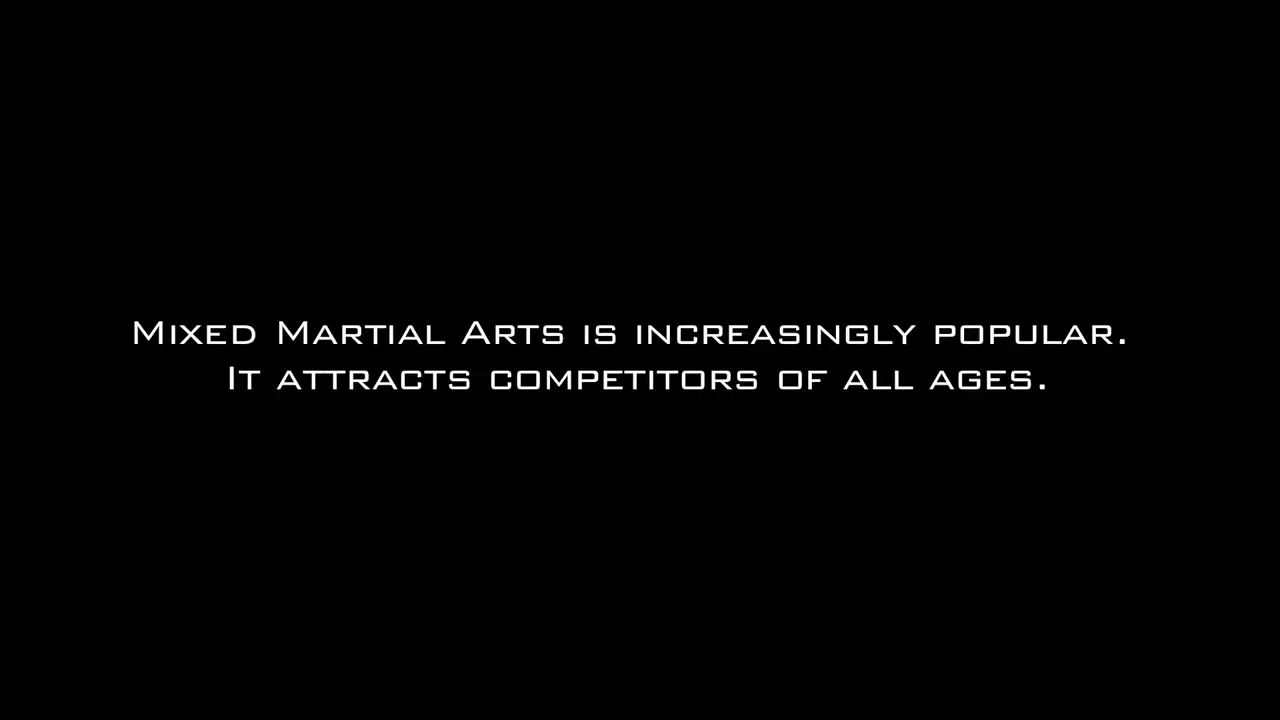 Mixed Martial Arts is increasingly popular.
It attracts competitors of all ages.